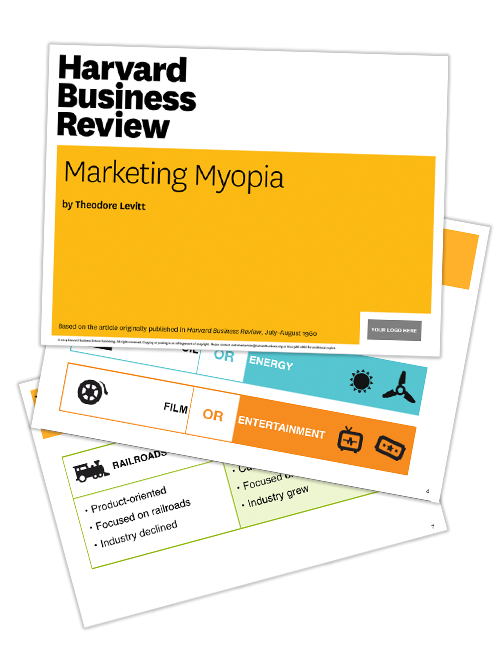 Harvard
Business
Review
Marketing Myopia
by Theodore Levitt
Based on the article originally published in Harvard Business Review, July-August 1960
YOUR LOGO HERE
OR ENERGY
FILM OR ENTERTAINMENT
RAILROADS
• Product-oriented
• Focused on railroads
• Industry declined
• Focused
• Industry grew